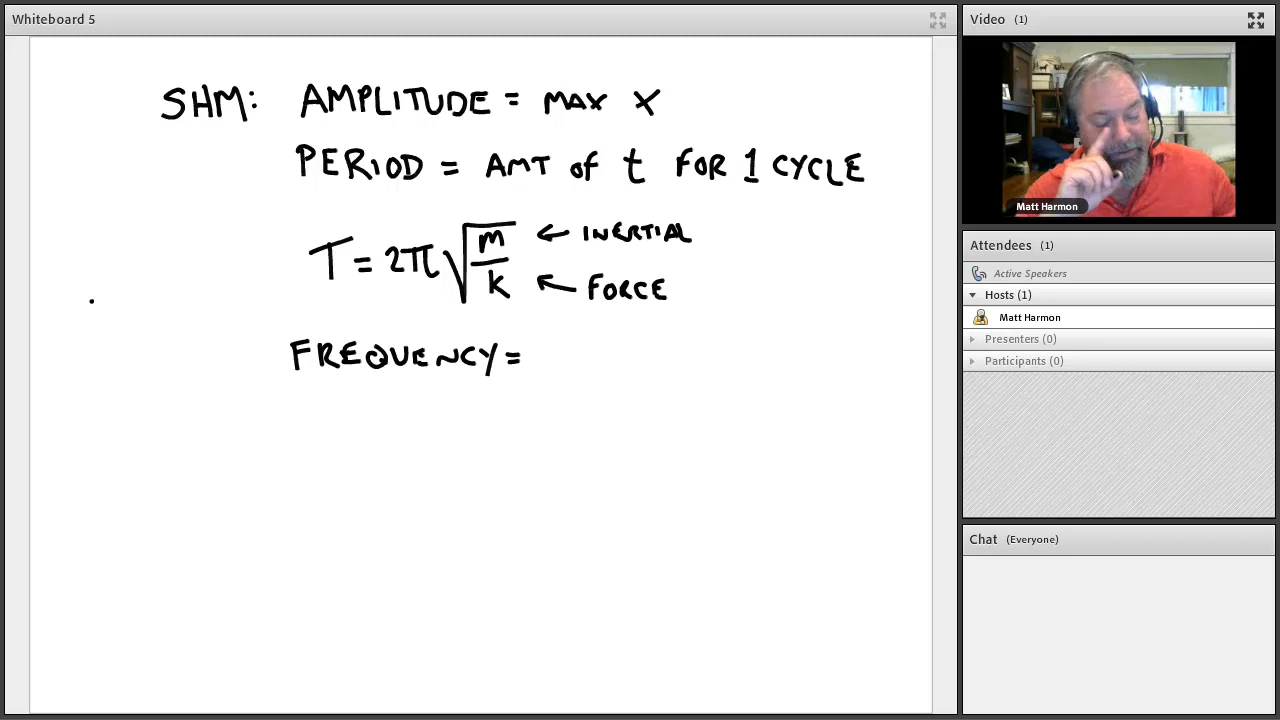 Whiteboard 5
SHM: AMPLITUDE = MAX X
PERIOD = AMT of t FOR 1 CYCLE
T = 2π√(m/k) ← INERTIAL
← FORCE
FREQUENCY =
Video (1)
Matt Harmon
Attendees (1)
Active Speakers
Hosts (1)
Matt Harmon
Presenters (0)
Participants (0)
Chat (Everyone)